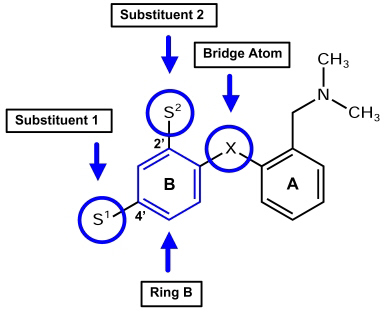 Substituent 2
Bridge Atom
CH3
Substituent 1
S2
N
CH3
2'
X
B
A
S1
4'
Ring B